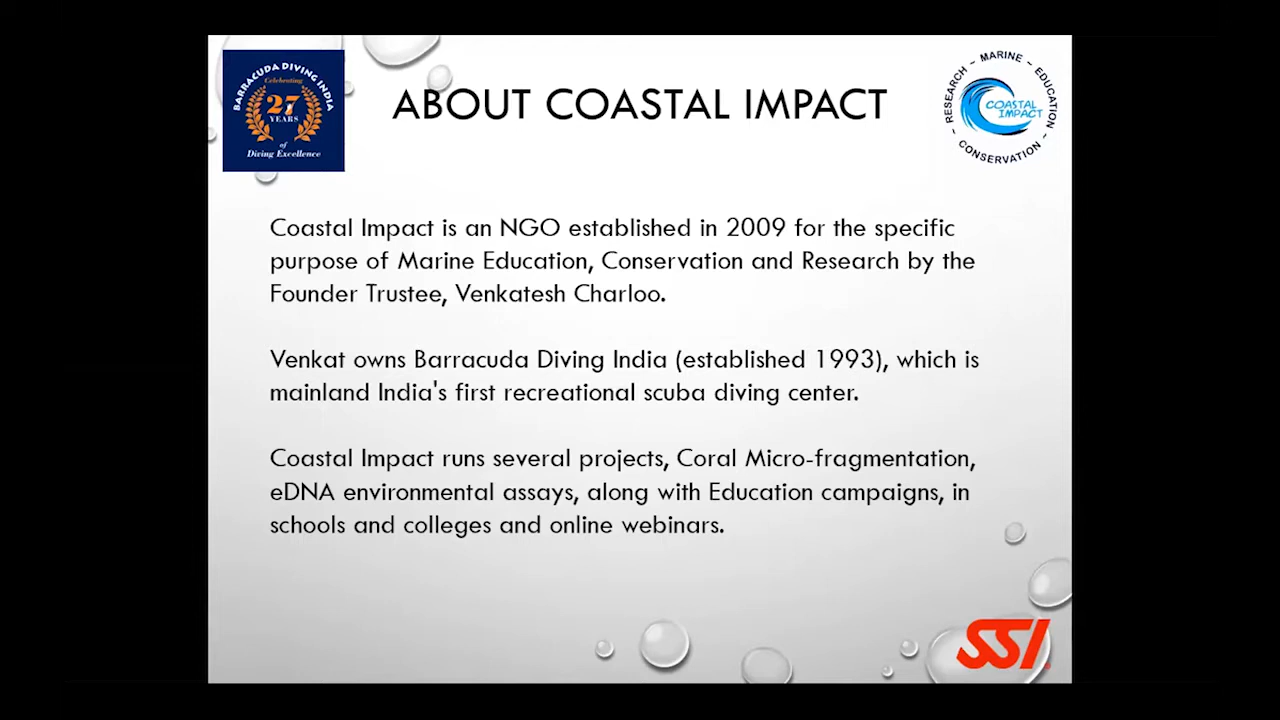 BARRACUDA DIVING INDIA
Celebrating
27
YEARS
of
Diving Excellence
ABOUT COASTAL IMPACT
RESEARCH ~ MARINE ~ EDUCATION ~ CONSERVATION ~
COASTAL
IMPACT
Coastal Impact is an NGO established in 2009 for the specific
purpose of Marine Education, Conservation and Research by the
Founder Trustee, Venkatesh Charloo.
Venkat owns Barracuda Diving India (established 1993), which is
mainland India's first recreational scuba diving center.
Coastal Impact runs several projects, Coral Micro-fragmentation,
eDNA environmental assays, along with Education campaigns, in
schools and colleges and online webinars.
SSI